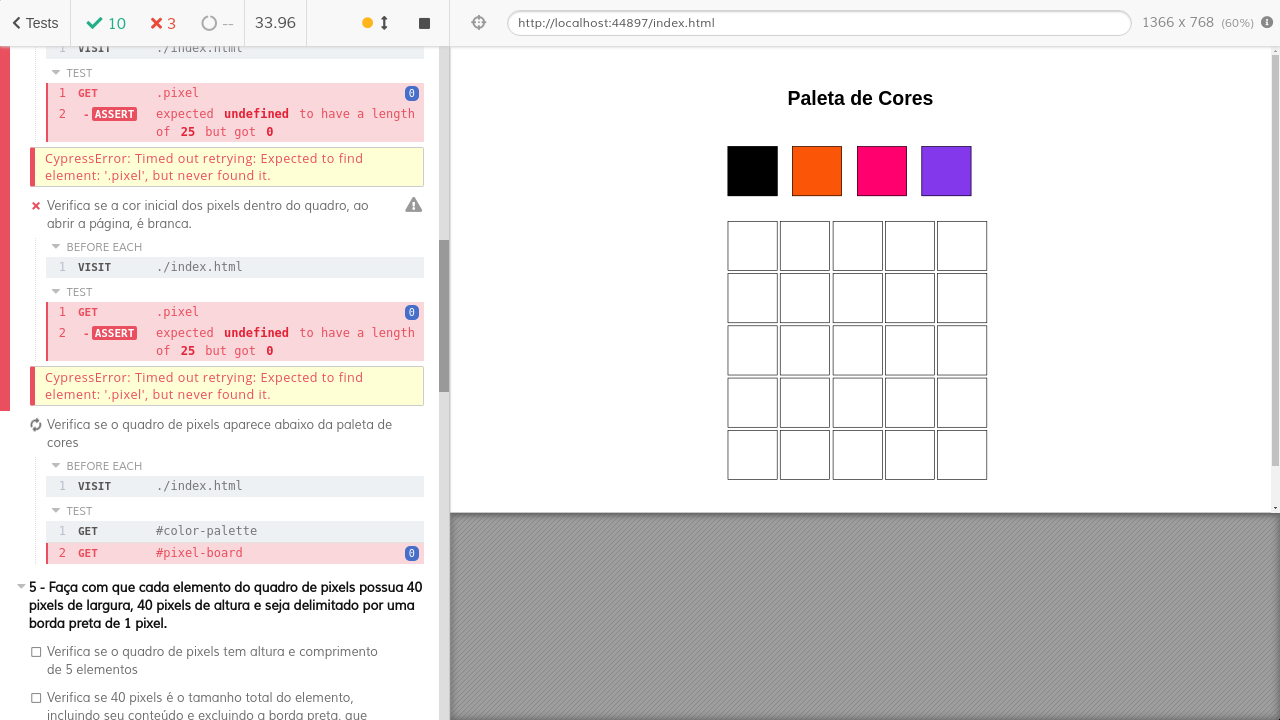 Tests 10 3 -- 33.96 http://localhost:44897/index.html 1366 x 768 (60%)
1 VISIT ./index.html
TEST
1 GET .pixel 0
2 -ASSERT expected undefined to have a length
of 25 but got 0
CypressError: Timed out retrying: Expected to find
element: '.pixel', but never found it.
Verifica se a cor inicial dos pixels dentro do quadro, ao
abrir a página, é branca.
BEFORE EACH
1 VISIT ./index.html
TEST
1 GET .pixel 0
2 -ASSERT expected undefined to have a length
of 25 but got 0
CypressError: Timed out retrying: Expected to find
element: '.pixel', but never found it.
Verifica se o quadro de pixels aparece abaixo da paleta de
cores
BEFORE EACH
1 VISIT ./index.html
TEST
1 GET #color-palette
2 GET #pixel-board 0
5 - Faça com que cada elemento do quadro de pixels possua 40
pixels de largura, 40 pixels de altura e seja delimitado por uma
borda preta de 1 pixel.
Verifica se o quadro de pixels tem altura e comprimento
de 5 elementos
Verifica se 40 pixels é o tamanho total do elemento,
incluindo seu conteúdo e excluindo a borda preta, que
Paleta de Cores